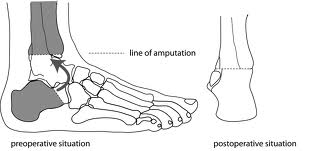 line of amputation
preoperative situation
postoperative situation